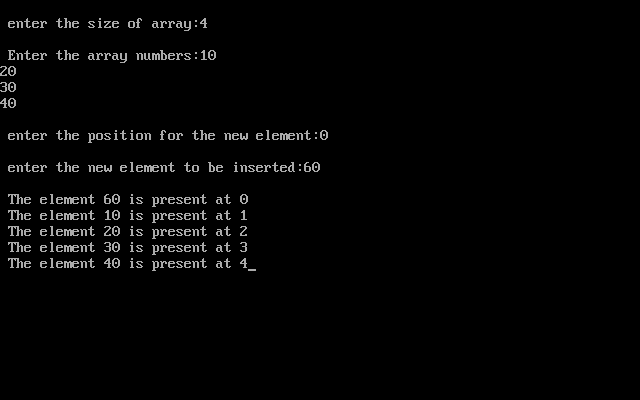 enter the size of array:4
Enter the array numbers:10
20
30
40
enter the position for the new element:0
enter the new element to be inserted:60
The element 60 is present at 0
The element 10 is present at 1
The element 20 is present at 2
The element 30 is present at 3
The element 40 is present at 4_